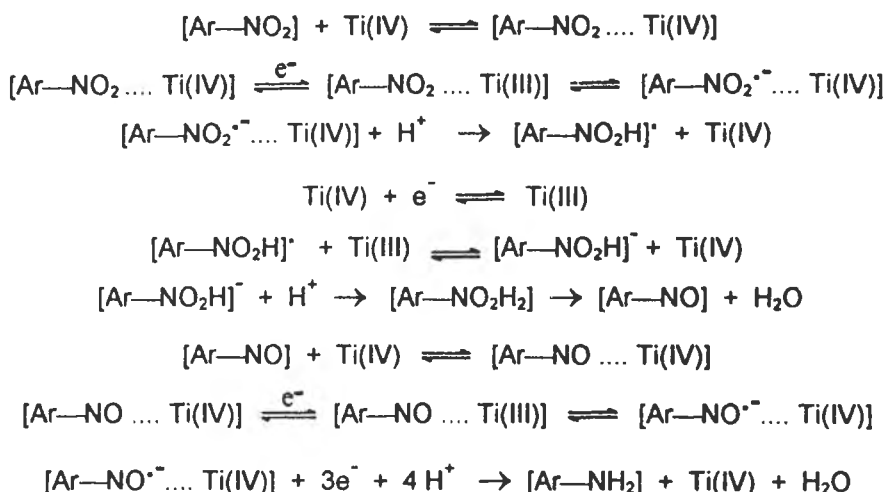 [Ar—NO₂] + Ti(IV) ⇌ [Ar—NO₂ .... Ti(IV)]
[Ar—NO₂ .... Ti(IV)] e⁻ ⇌ [Ar—NO₂ .... Ti(III)] ⇌ [Ar—NO₂•⁻ .... Ti(IV)]
[Ar—NO₂•⁻ .... Ti(IV)] + H⁺ → [Ar—NO₂H]• + Ti(IV)
Ti(IV) + e⁻ ⇌ Ti(III)
[Ar—NO₂H]• + Ti(III) ⇌ [Ar—NO₂H]⁻ + Ti(IV)
[Ar—NO₂H]⁻ + H⁺ → [Ar—NO₂H₂] → [Ar—NO] + H₂O
[Ar—NO] + Ti(IV) ⇌ [Ar—NO .... Ti(IV)]
[Ar—NO .... Ti(IV)] e⁻ ⇌ [Ar—NO .... Ti(III)] ⇌ [Ar—NO•⁻ .... Ti(IV)]
[Ar—NO•⁻ .... Ti(IV)] + 3e⁻ + 4 H⁺ → [Ar—NH₂] + Ti(IV) + H₂O